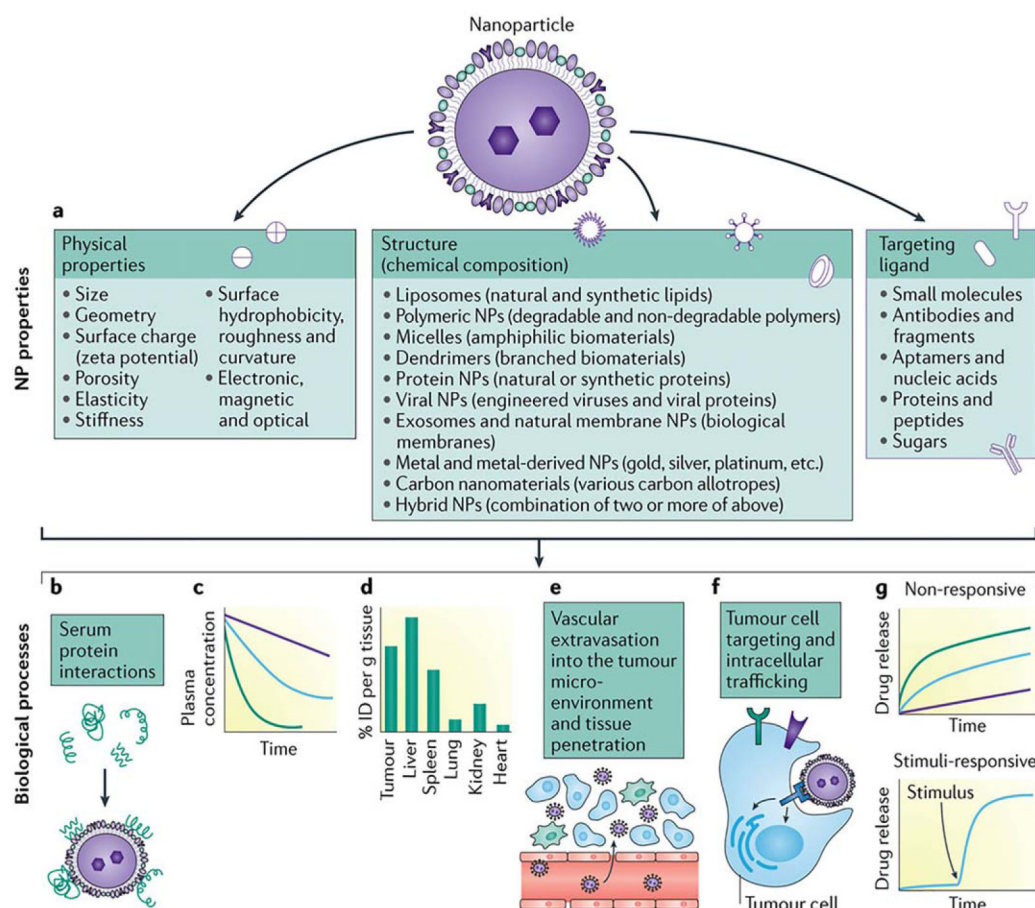 Nanoparticle
a
NP properties
Physical
properties
• Size
• Geometry
• Surface charge
(zeta potential)
• Porosity
• Elasticity
• Stiffness
• Surface
hydrophobicity,
roughness and
curvature
• Electronic,
magnetic
and optical
Structure
(chemical composition)
• Liposomes (natural and synthetic lipids)
• Polymeric NPs (degradable and non-degradable polymers)
• Micelles (amphiphilic biomaterials)
• Dendrimers (branched biomaterials)
• Protein NPs (natural or synthetic proteins)
• Viral NPs (engineered viruses and viral proteins)
• Exosomes and natural membrane NPs (biological
membranes)
• Metal and metal-derived NPs (gold, silver, platinum, etc.)
• Carbon nanomaterials (various carbon allotropes)
• Hybrid NPs (combination of two or more of above)
Targeting
ligand
• Small molecules
• Antibodies and
fragments
• Aptamers and
nucleic acids
• Proteins and
peptides
• Sugars
Biological processes
b
Serum
protein
interactions
c
Plasma
concentration
Time
d
% ID per g tissue
Tumour
Liver
Spleen
Lung
Kidney
Heart
e
Vascular
extravasation
into the tumour
micro-
environment
and tissue
penetration
f
Tumour cell
targeting and
intracellular
trafficking
Tumour cell
g
Non-responsive
Drug release
Time
Stimuli-responsive
Stimulus
Drug release
Time